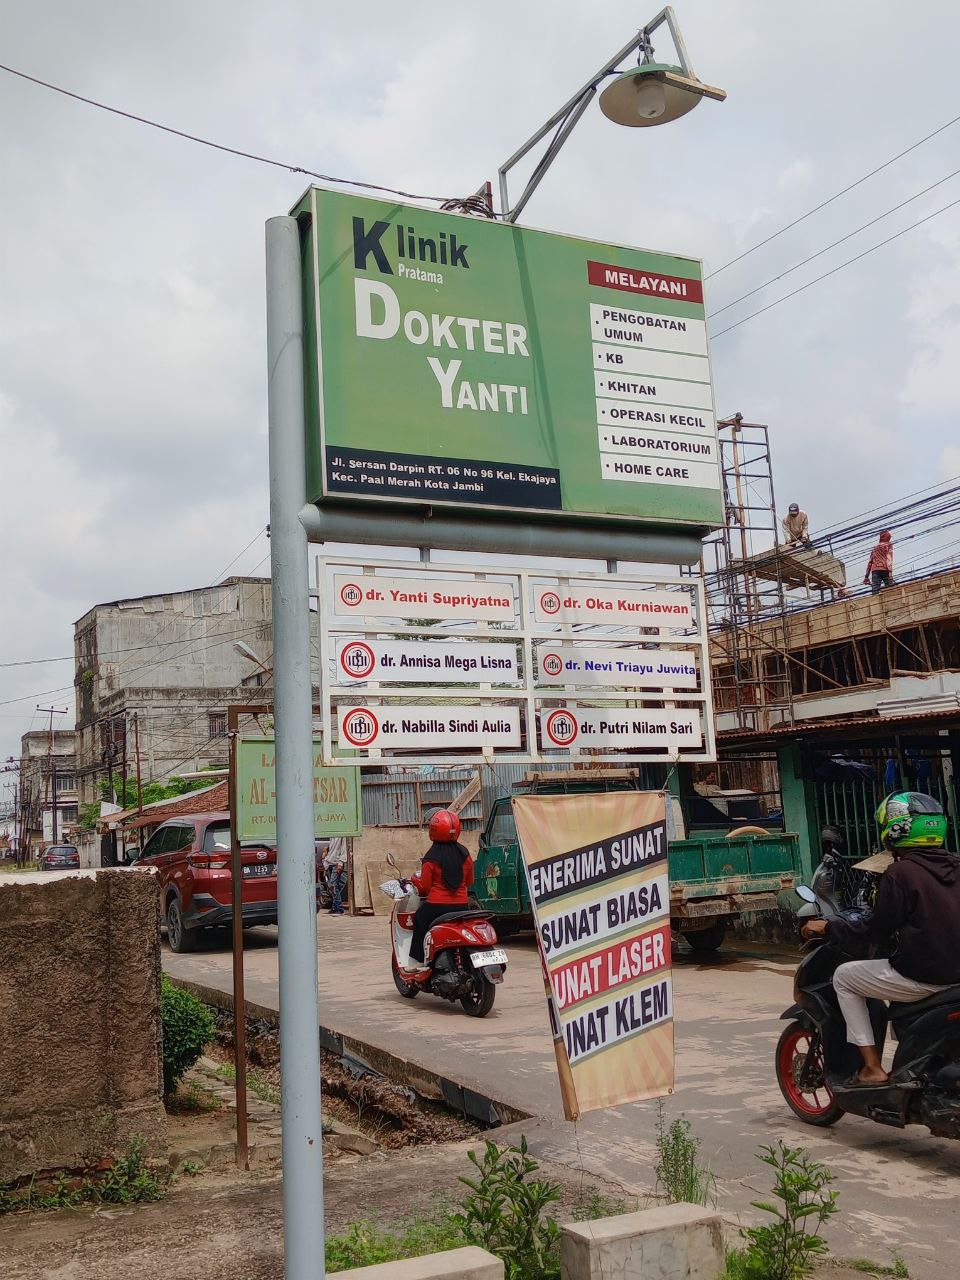 Klinik
Pratama
DOKTER
YANTI
Jl. Sersan Darpin RT. 06 No 96 Kel. Ekajaya
Kec. Paal Merah Kota Jambi
MELAYANI
• PENGOBATAN
UMUM
• KB
• KHITAN
• OPERASI KECIL
• LABORATORIUM
• HOME CARE
dr. Yanti Supriyatna
dr. Oka Kurniawan
dr. Annisa Mega Lisna
dr. Nevi Triayu Juwita
dr. Nabilla Sindi Aulia
dr. Putri Nilam Sari
ENERIMA SUNAT
SUNAT BIASA
UNAT LASER
UNAT KLEM